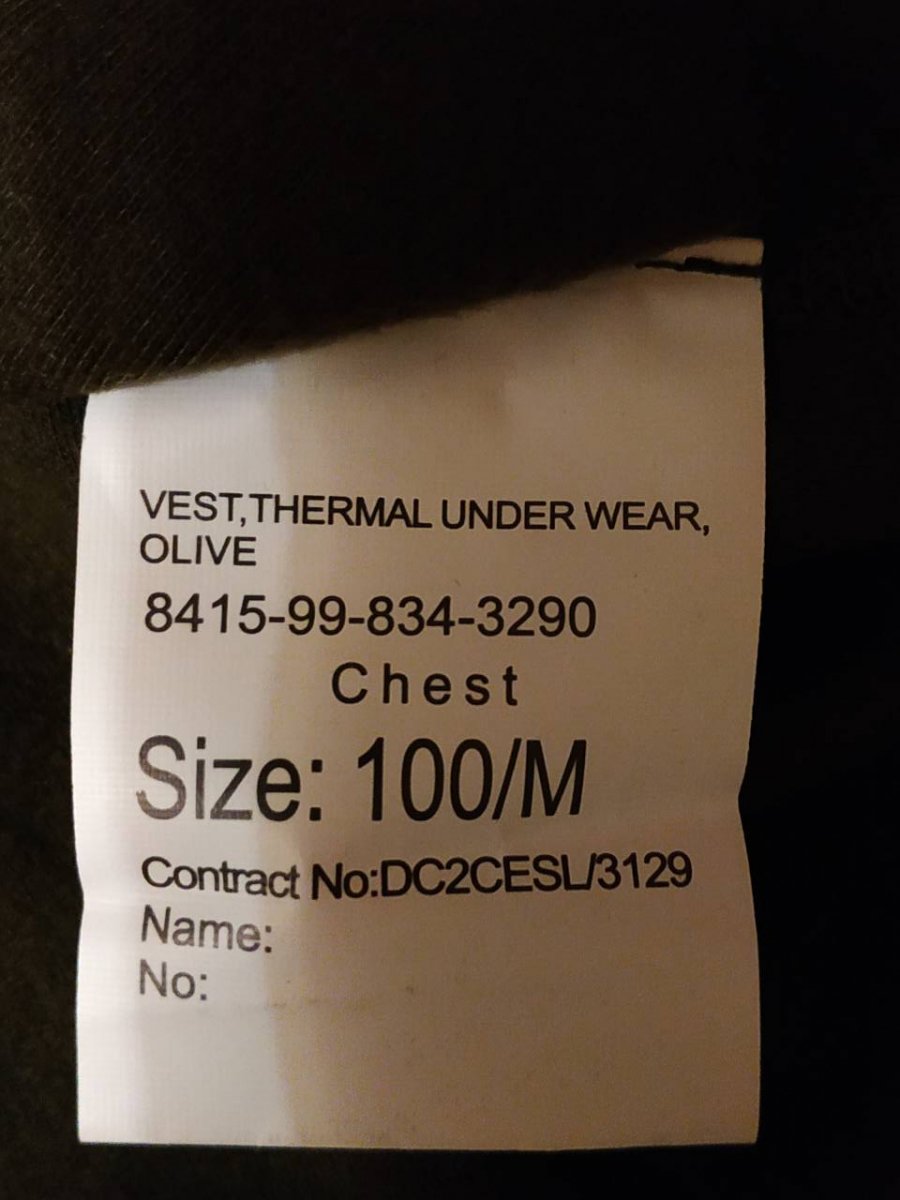 VEST,THERMAL UNDER WEAR,
OLIVE
8415-99-834-3290
Chest
Size: 100/M
Contract No:DC2CESL/3129
Name:
No: